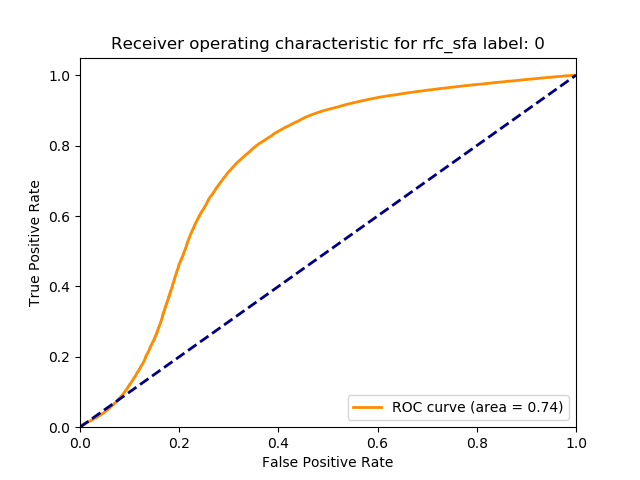 Receiver operating characteristic for rfc_sfa label: 0
True Positive Rate
1.0
0.8
0.6
0.4
0.2
0.0
ROC curve (area = 0.74)
0.0 0.2 0.4 0.6 0.8 1.0
False Positive Rate